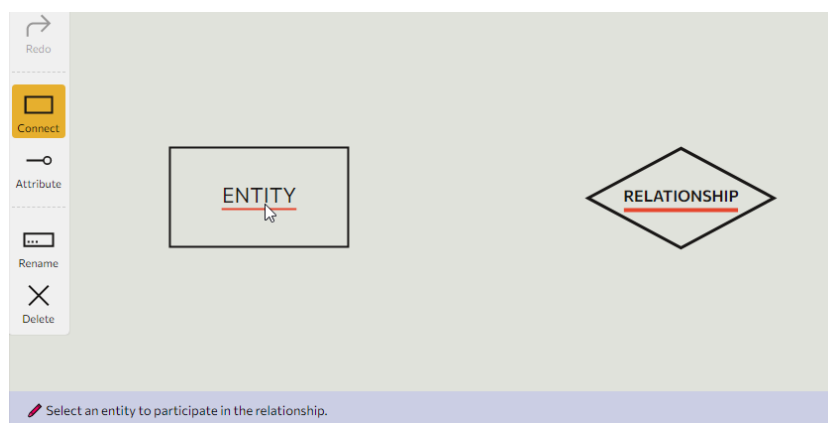 Redo
Connect
Attribute
Rename
Delete
ENTITY
RELATIONSHIP
Select an entity to participate in the relationship.